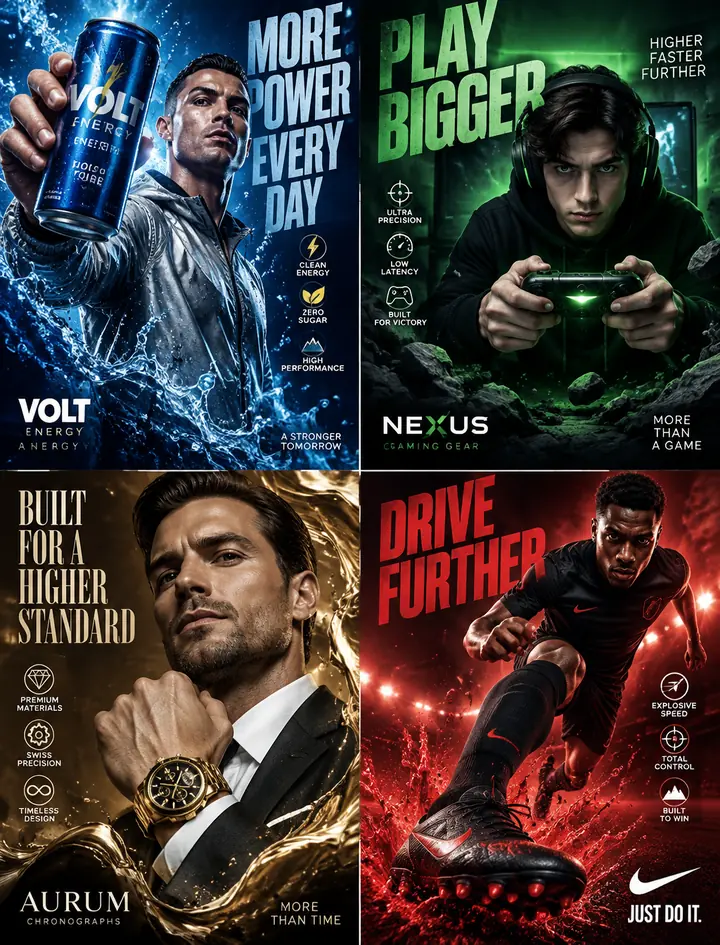 MORE
POWER
EVERY
DAY
VOLT
ENERGY
CLEAN
ENERGY
ZERO
SUGAR
HIGH
PERFORMANCE
VOLT
ENERGY
A NERGY
A STRONGER
TOMORROW
PLAY
BIGGER
HIGHER
FASTER
FURTHER
ULTRA
PRECISION
LOW
LATENCY
BUILT
FOR VICTORY
NEXUS
GAMING GEAR
MORE
THAN
A GAME
BUILT
FOR A
HIGHER
STANDARD
PREMIUM
MATERIALS
SWISS
PRECISION
TIMELESS
DESIGN
AURUM
CHRONOGRAPHS
MORE
THAN TIME
DRIVE
FURTHER
EXPLOSIVE
SPEED
TOTAL
CONTROL
BUILT
TO WIN
JUST DO IT.